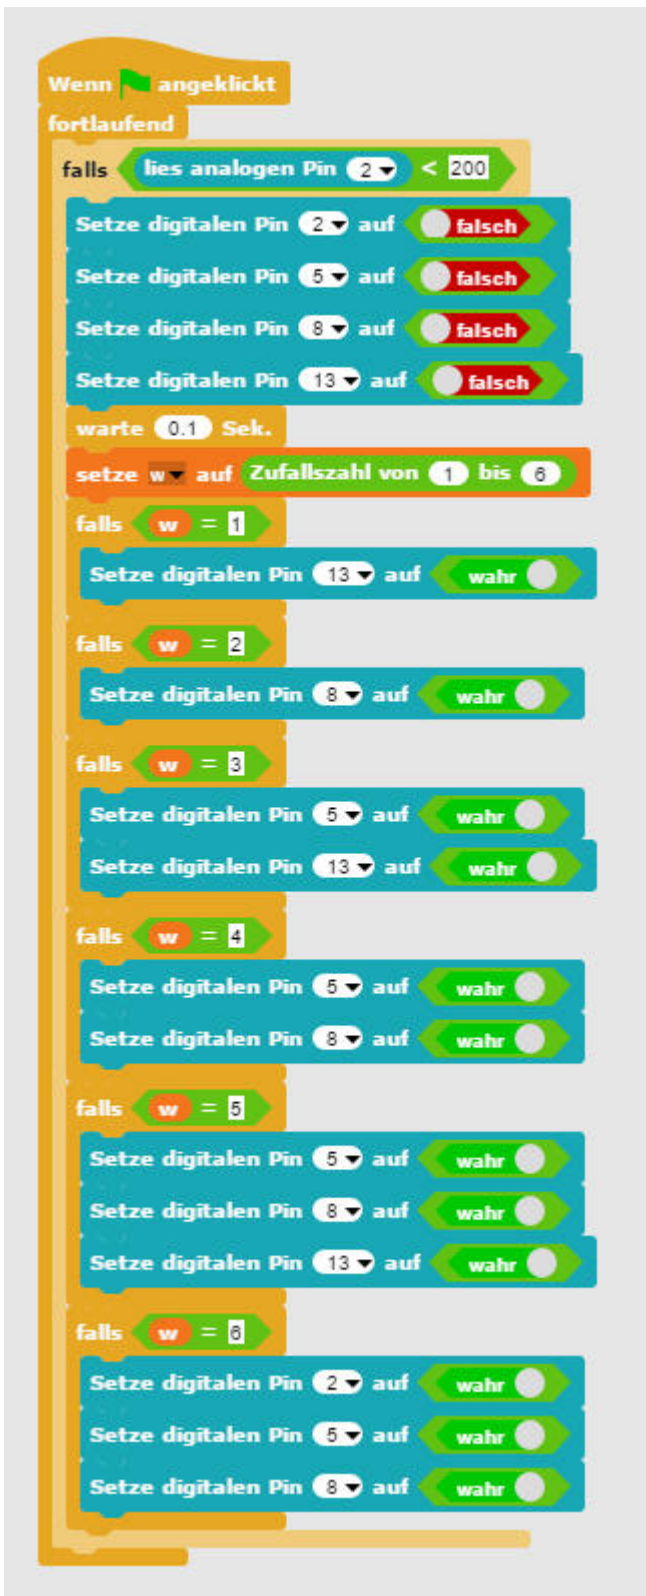 Wenn angeklickt
fortlaufend
falls lies analogen Pin 2 < 200
Setze digitalen Pin 2 auf falsch
Setze digitalen Pin 5 auf falsch
Setze digitalen Pin 8 auf falsch
Setze digitalen Pin 13 auf falsch
warte 0.1 Sek.
setze w auf Zufallszahl von 1 bis 6
falls w = 1
Setze digitalen Pin 13 auf wahr
falls w = 2
Setze digitalen Pin 8 auf wahr
falls w = 3
Setze digitalen Pin 5 auf wahr
Setze digitalen Pin 13 auf wahr
falls w = 4
Setze digitalen Pin 5 auf wahr
Setze digitalen Pin 8 auf wahr
falls w = 5
Setze digitalen Pin 5 auf wahr
Setze digitalen Pin 8 auf wahr
Setze digitalen Pin 13 auf wahr
falls w = 6
Setze digitalen Pin 2 auf wahr
Setze digitalen Pin 5 auf wahr
Setze digitalen Pin 8 auf wahr